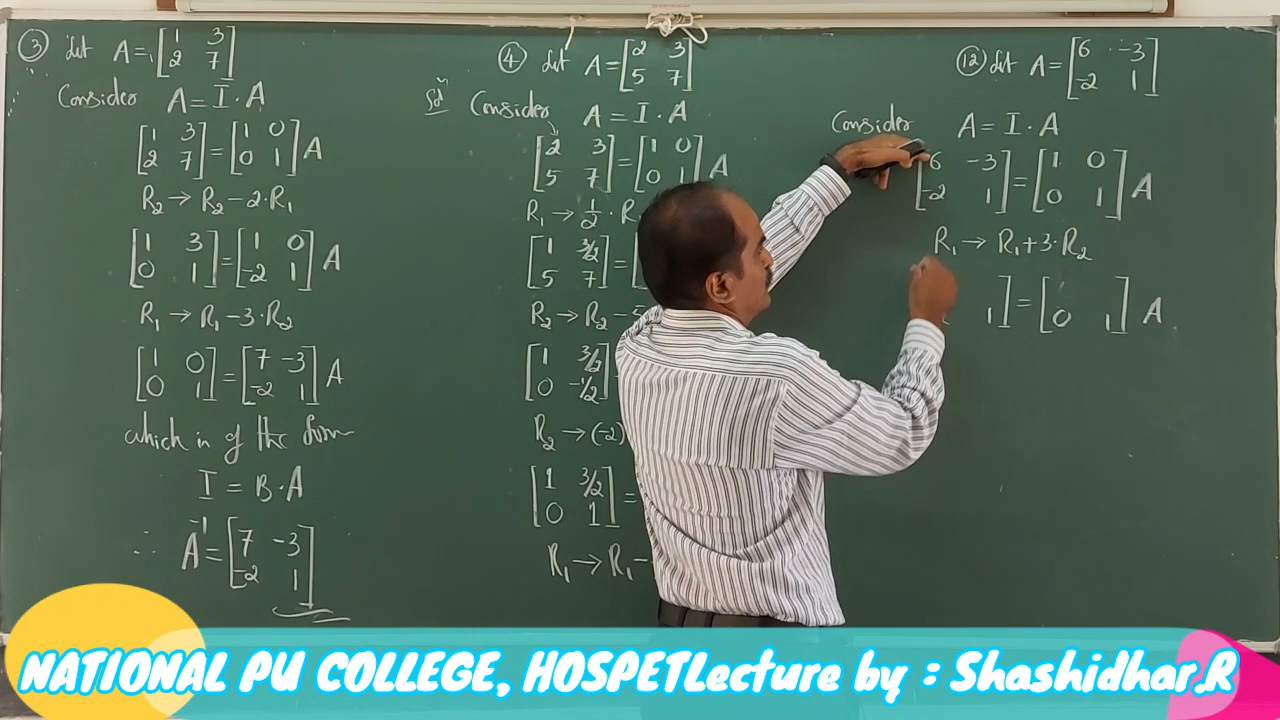 ③ Let A = [1 3
2 7]
Consider A = I · A
[1 3
2 7] = [1 0
0 1] A
R₂ → R₂ - 2·R₁
[1 3
0 1] = [1 0
-2 1] A
R₁ → R₁ - 3·R₂
[1 0
0 1] = [7 -3
-2 1] A
which is of the form
I = B·A
∴ A⁻¹ = [7 -3
-2 1]
④ Let A = [2 3
5 7]
Solⁿ Consider A = I · A
[2 3
5 7] = [1 0
0 1] A
R₁ → 1/2 · R
[1 3/2
5 7] = [
R₂ → R₂ - 5
[1 3/2
0 -1/2]
R₂ → (-2)
[1 3/2
0 1] =
R₁ → R₁ -
⑫ Let A = [6 -3
-2 1]
Consider A = I · A
[6 -3
-2 1] = [1 0
0 1] A
R₁ → R₁ + 3·R₂
1] = [
0 1] A
NATIONAL PU COLLEGE, HOSPETLecture by : Shashidhar.R